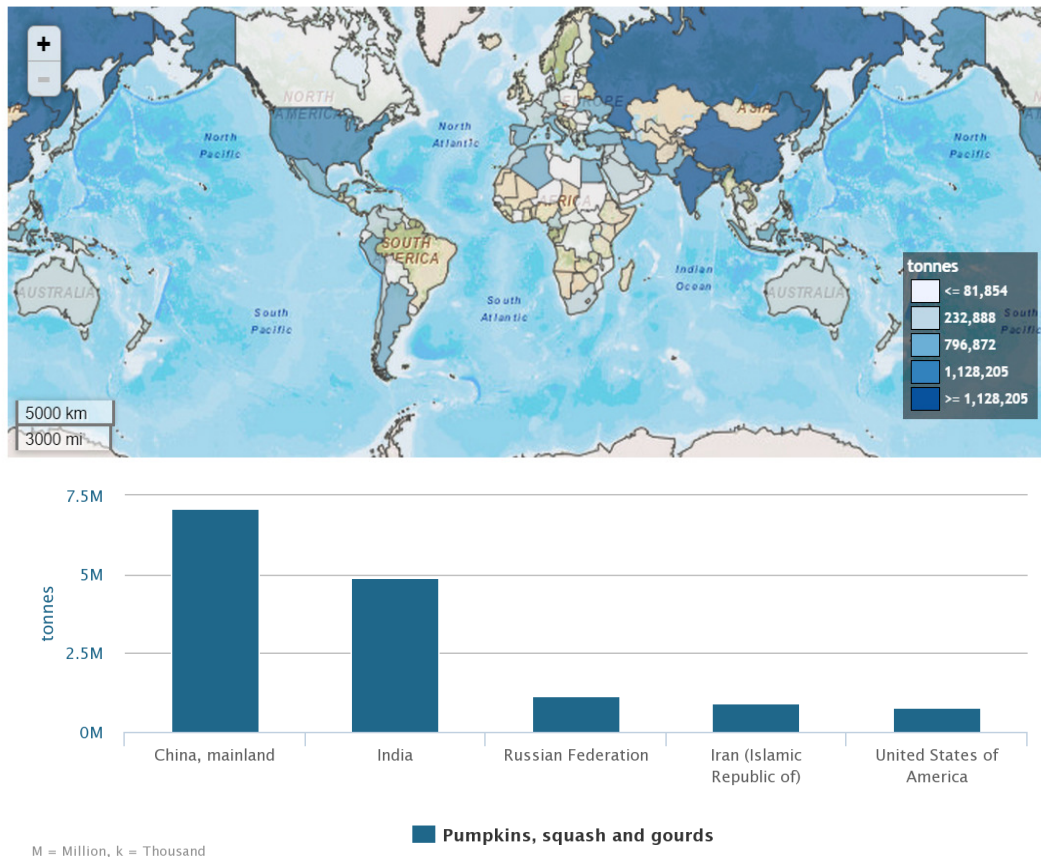 +
−
NORTH
AMERICA
EUROPE
ASIA
North
Pacific
North
Atlantic
North
Pacific
AFRICA
SOUTH
AMERICA
Indian
Ocean
AUSTRALIA
AUSTRALIA
South
Pacific
South
Atlantic
South
Pacific
tonnes
<= 81,854
232,888
796,872
1,128,205
>= 1,128,205
5000 km
3000 mi
7.5M
5M
2.5M
0M
tonnes
China, mainland
India
Russian Federation
Iran (Islamic
Republic of)
United States of
America
Pumpkins, squash and gourds
M = Million, k = Thousand